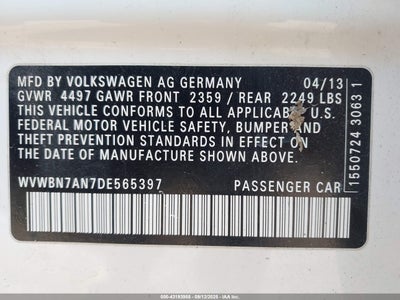 MFD BY VOLKSWAGEN AG GERMANY 04/13
GVWR 4497 GAWR FRONT 2359 / REAR 2249 LBS
THIS VEHICLE CONFORMS TO ALL APPLICABLE U.S.
FEDERAL MOTOR VEHICLE SAFETY, BUMPER AND
THEFT PREVENTION STANDARDS IN EFFECT ON THE
DATE OF MANUFACTURE SHOWN ABOVE.
WVWBN7AN7DE565397 PASSENGER CAR
1550724 3063 1